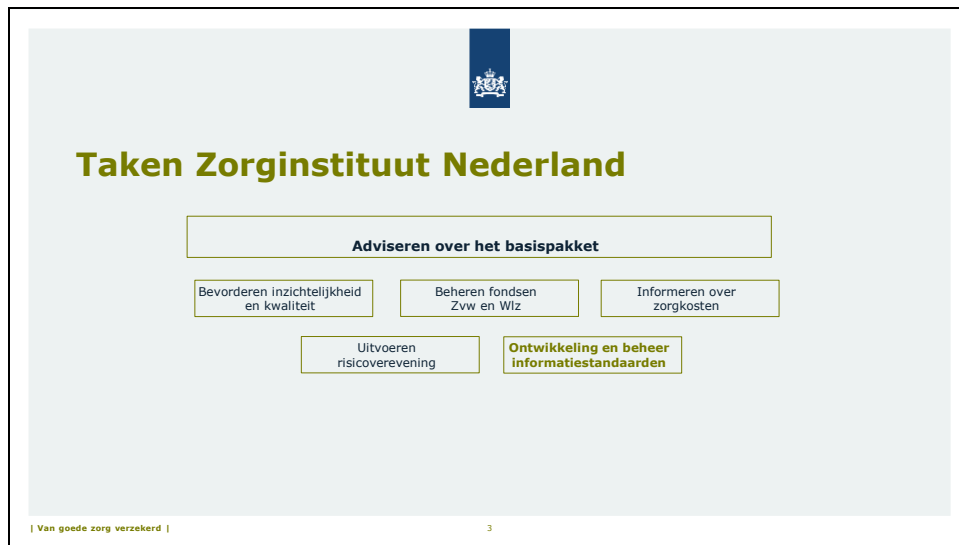 Taken Zorginstituut Nederland
Adviseren over het basispakket
Bevorderen inzichtelijkheid
en kwaliteit
Beheren fondsen
Zvw en Wlz
Informeren over
zorgkosten
Uitvoeren
risicoverevening
Ontwikkeling en beheer
informatiestandaarden
| Van goede zorg verzekerd |
3